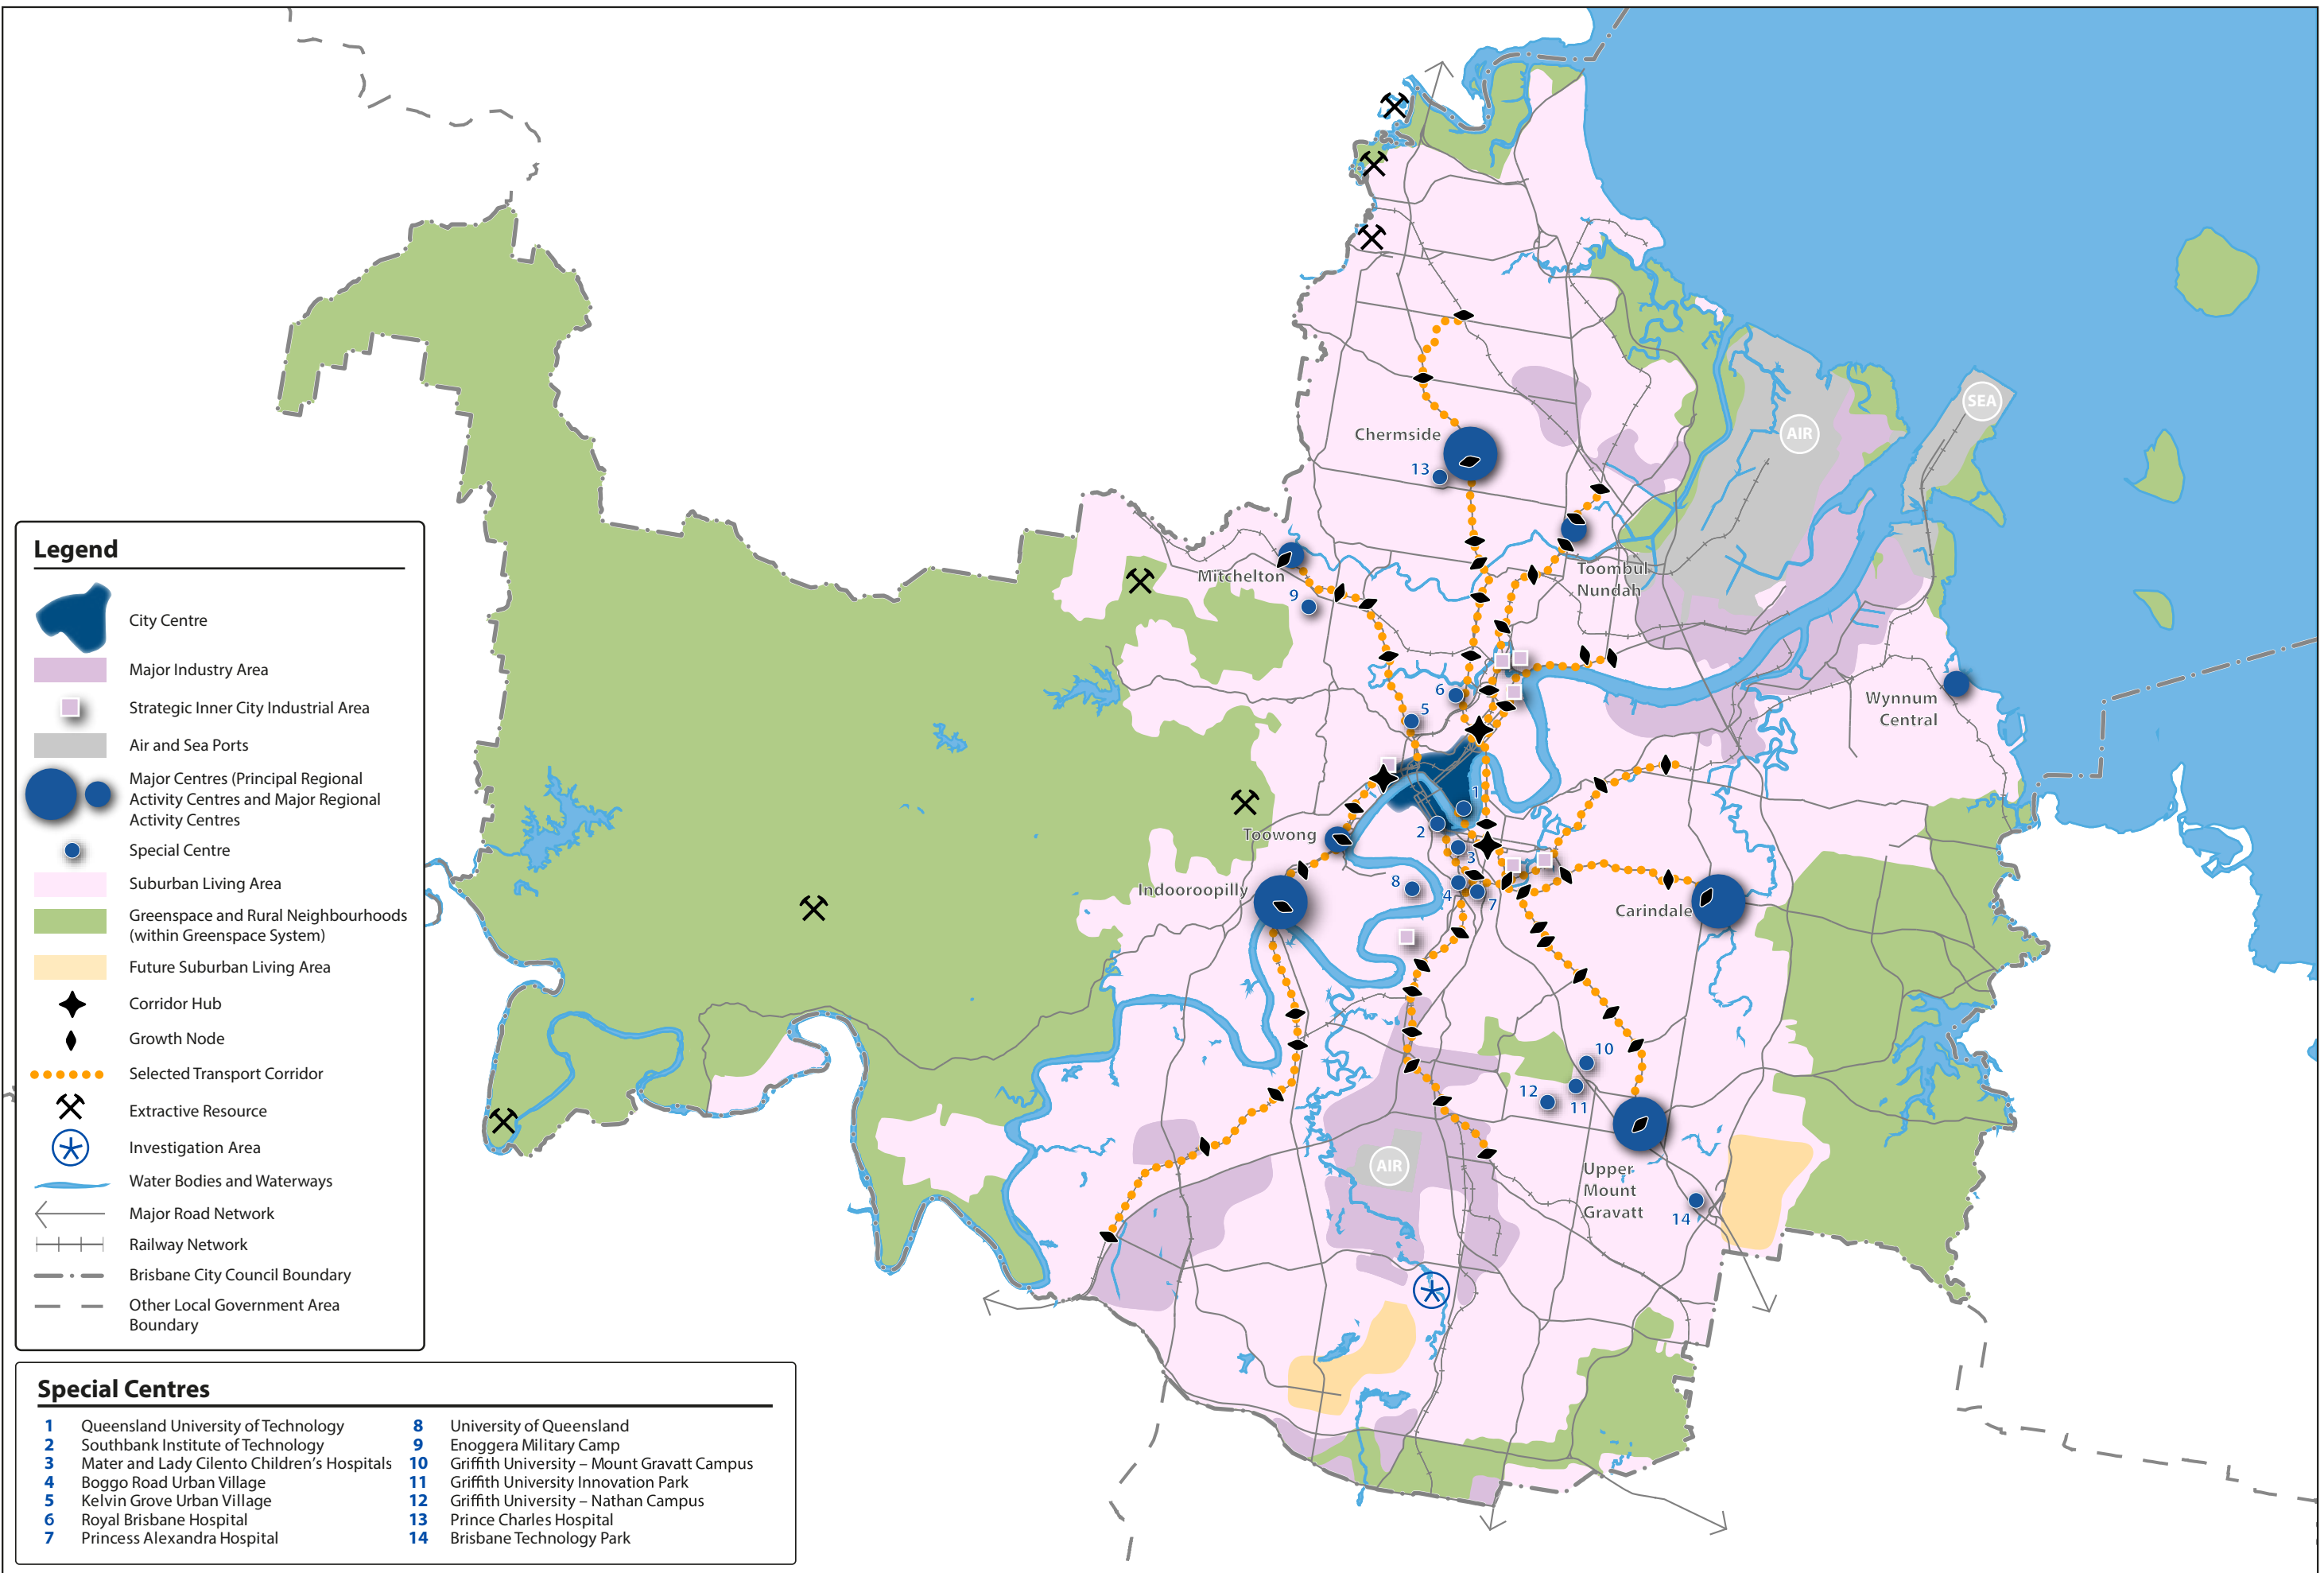 SEA
AIR
Chermside
13
Toombul
Nundah
Mitchelton
9
Wynnum
Central
6
5
1
2
Toowong
3
Indooroopilly
8
4
7
Carindale
10
12
11
AIR
Upper
Mount
Gravatt
14
Legend
City Centre
Major Industry Area
Strategic Inner City Industrial Area
Air and Sea Ports
Major Centres (Principal Regional
Activity Centres and Major Regional
Activity Centres
Special Centre
Suburban Living Area
Greenspace and Rural Neighbourhoods
(within Greenspace System)
Future Suburban Living Area
Corridor Hub
Growth Node
Selected Transport Corridor
Extractive Resource
Investigation Area
Water Bodies and Waterways
Major Road Network
Railway Network
Brisbane City Council Boundary
Other Local Government Area
Boundary
Special Centres
1 Queensland University of Technology
2 Southbank Institute of Technology
3 Mater and Lady Cilento Children's Hospitals
4 Boggo Road Urban Village
5 Kelvin Grove Urban Village
6 Royal Brisbane Hospital
7 Princess Alexandra Hospital
8 University of Queensland
9 Enoggera Military Camp
10 Griffith University – Mount Gravatt Campus
11 Griffith University Innovation Park
12 Griffith University – Nathan Campus
13 Prince Charles Hospital
14 Brisbane Technology Park